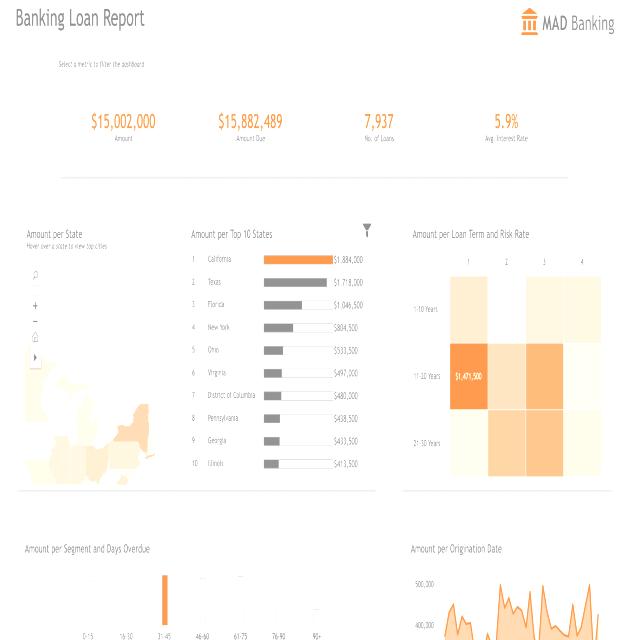 Banking Loan Report
MAD Banking
Select a metric to filter the dashboard
$15,002,000
$15,882,489
7,937
5.9%
Amount
Amount Due
No. of Loans
Avg. Interest Rate
Amount per State
Hover over a state to view top cities
Amount per Top 10 States
1 California $1,884,000
2 Texas $1,718,000
3 Florida $1,046,500
4 New York $804,500
5 Ohio $533,500
6 Virginia $497,000
7 District of Columbia $480,000
8 Pennsylvania $438,500
9 Georgia $433,500
10 Illinois $413,500
Amount per Loan Term and Risk Rate
1 2 3 4
1-10 Years
11-20 Years
$1,471,500
21-30 Years
Amount per Segment and Days Overdue
0-15 16-30 31-45 46-60 61-75 76-90 90+
Amount per Origination Date
500,000
400,000